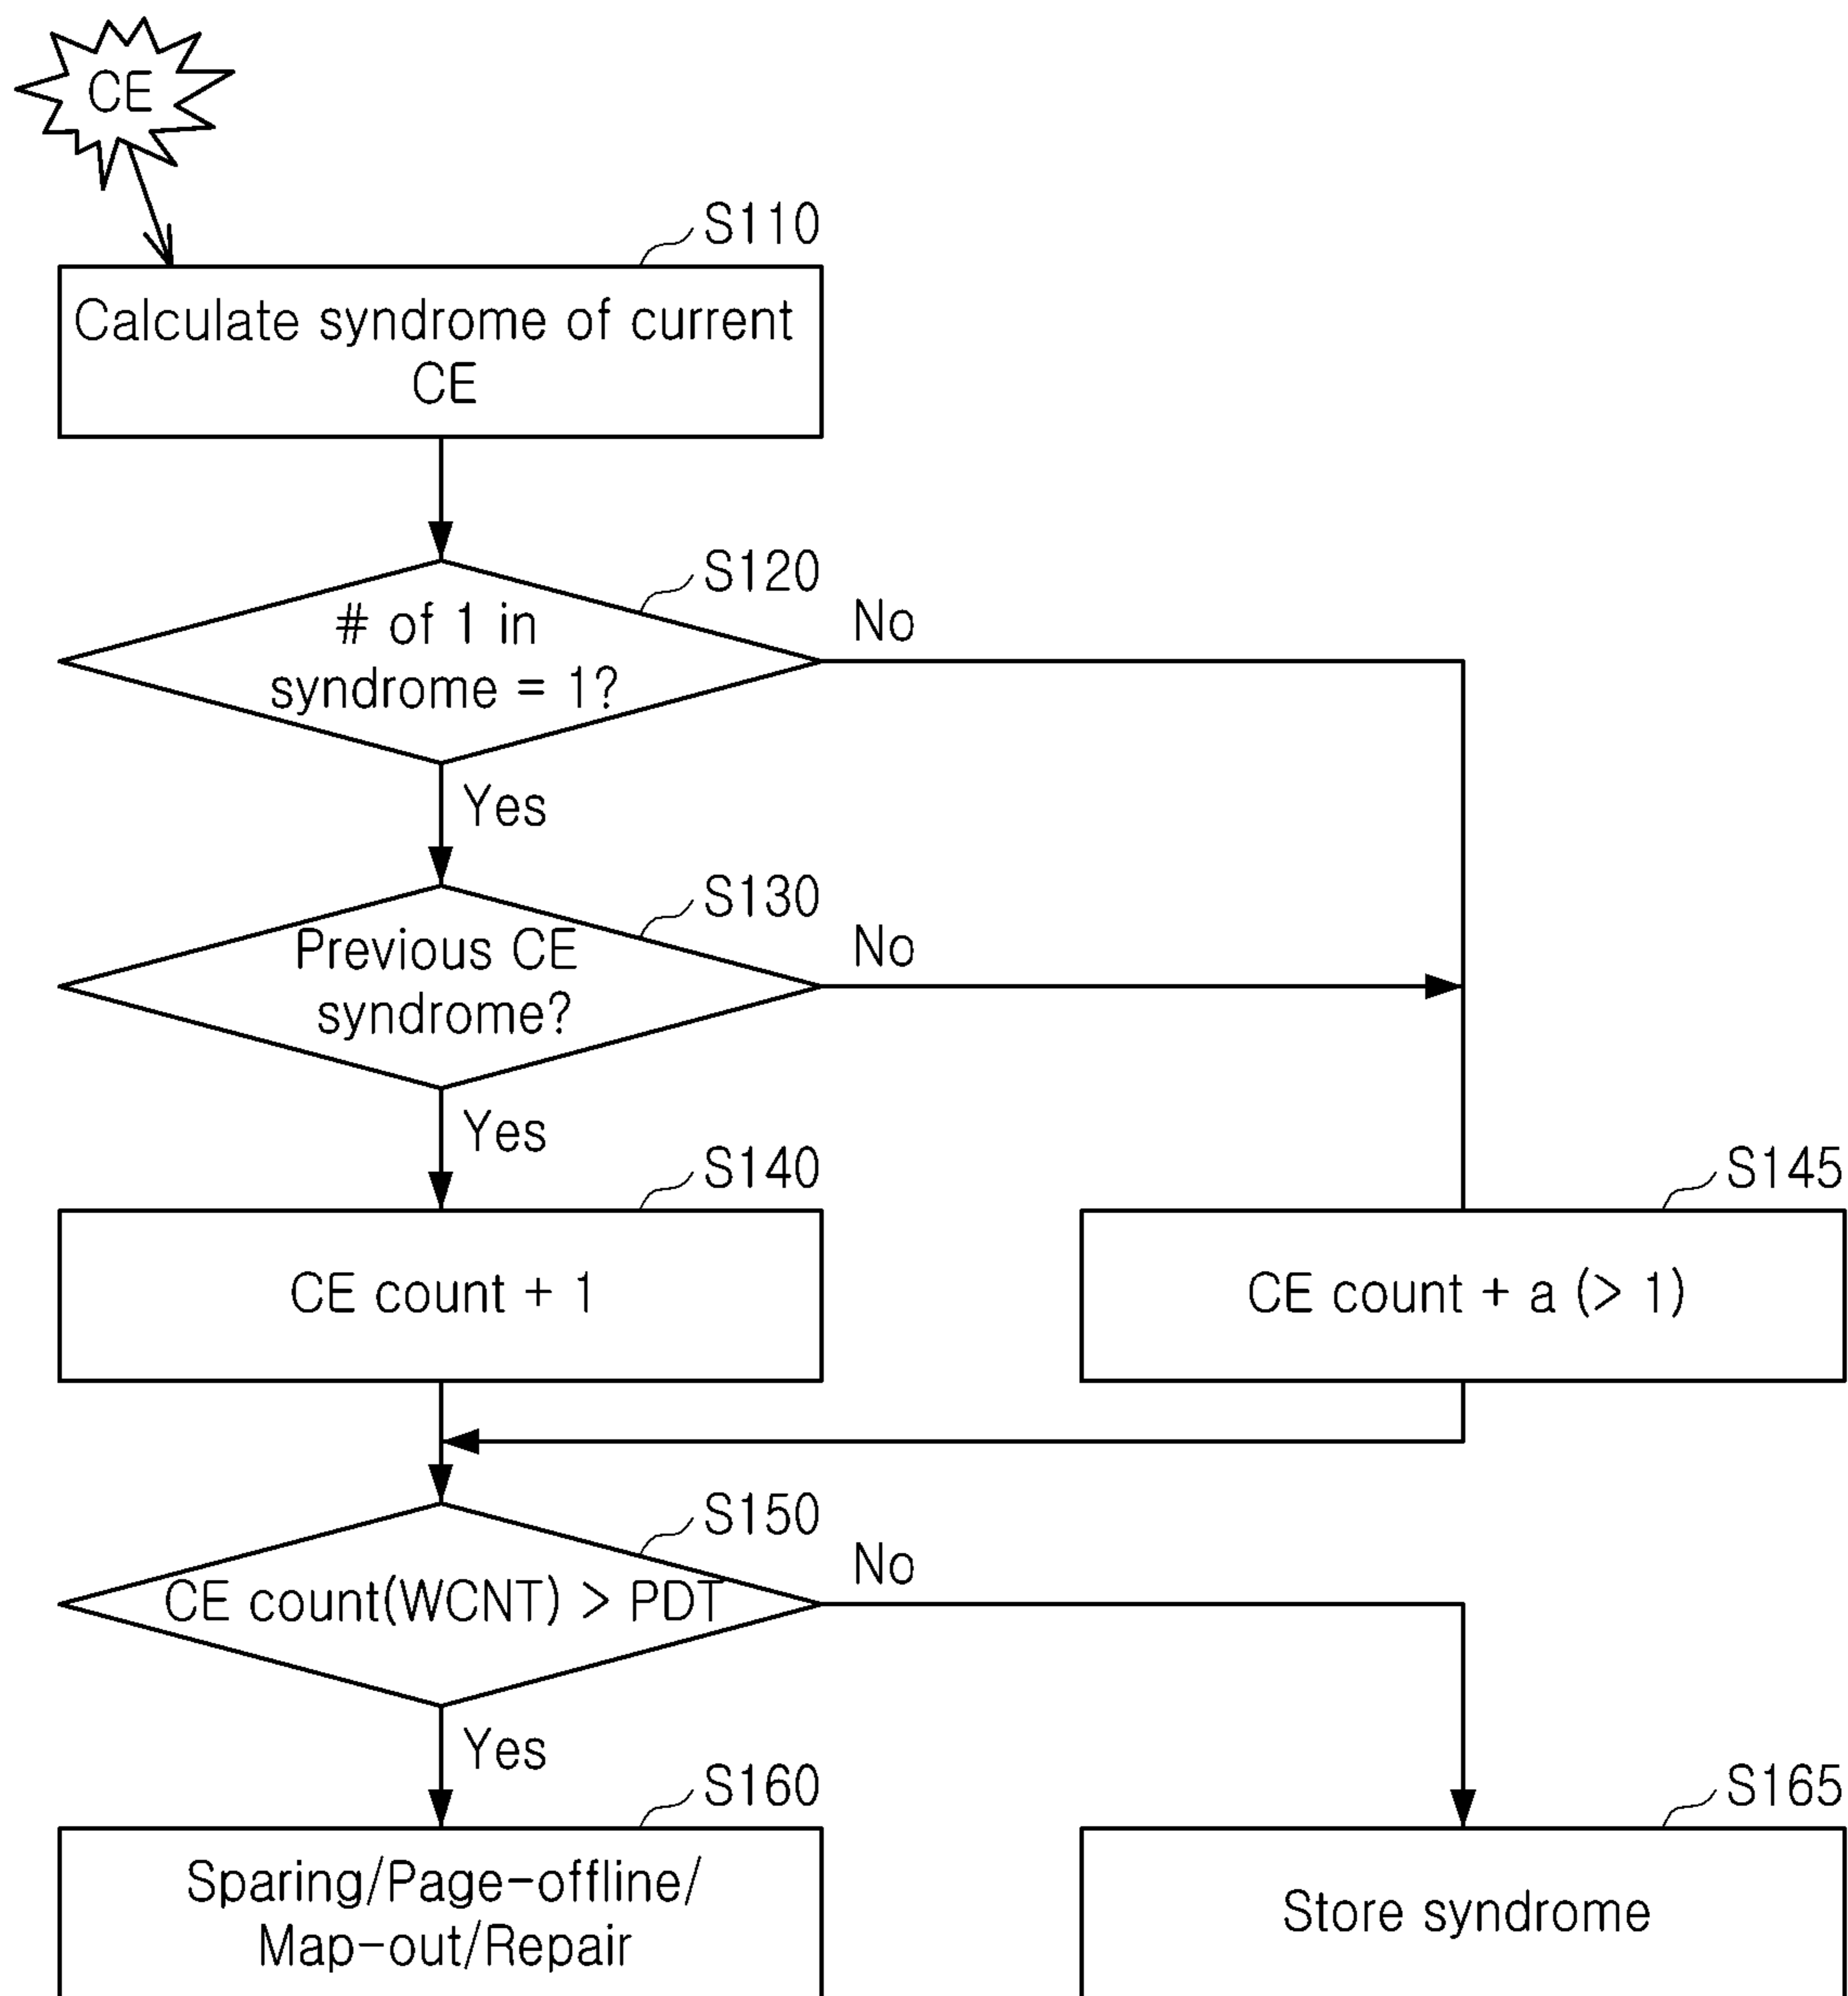 CE
S110
Calculate syndrome of current
CE
S120
# of 1 in
syndrome = 1?
No
Yes
S130
Previous CE
syndrome?
No
Yes
S140
CE count + 1
S145
CE count + a (> 1)
S150
CE count(WCNT) > PDT
No
Yes
S160
Sparing/Page-offline/
Map-out/Repair
S165
Store syndrome